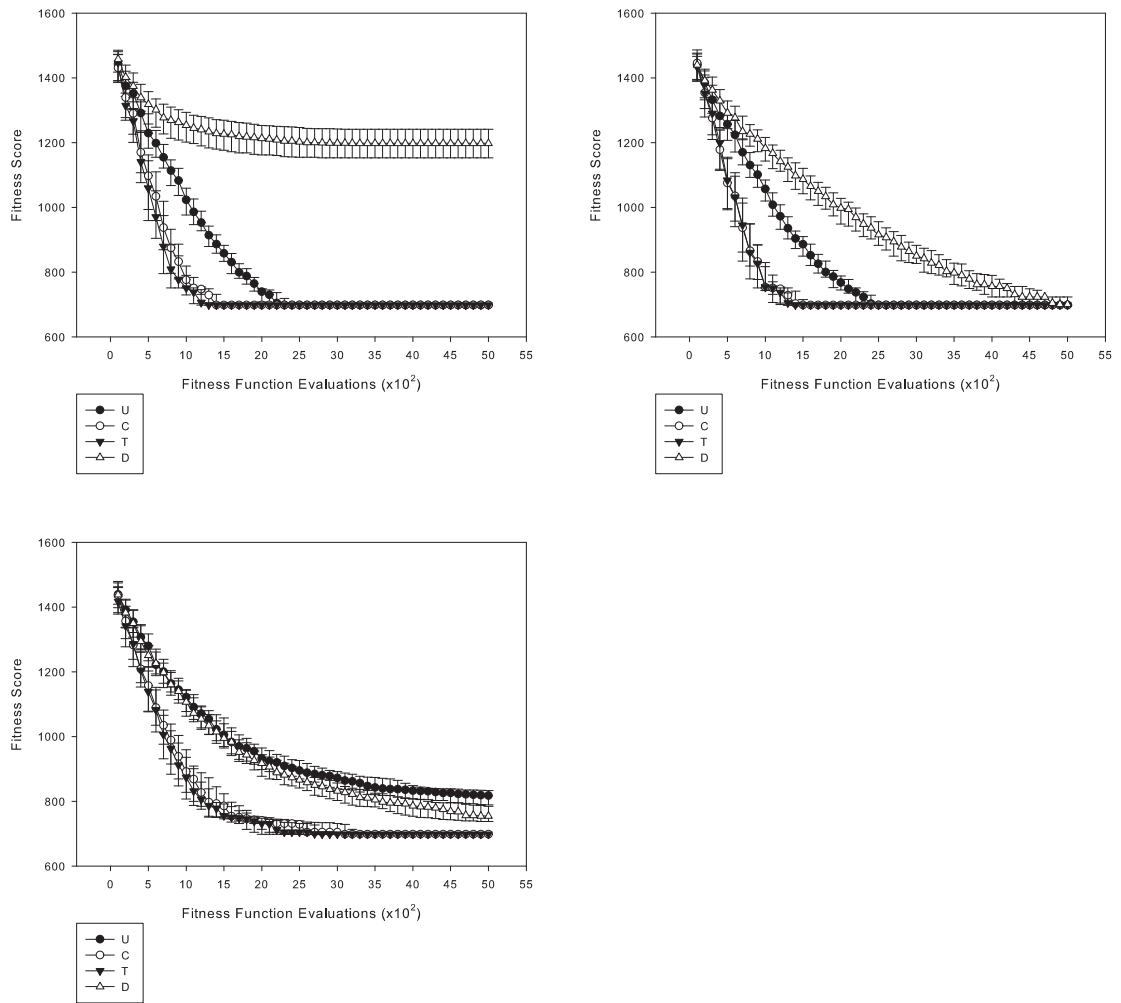 1600
1400
1200
1000
800
600
Fitness Score
0 5 10 15 20 25 30 35 40 45 50 55
Fitness Function Evaluations (x10²)
U
C
T
D
1600
1400
1200
1000
800
600
Fitness Score
0 5 10 15 20 25 30 35 40 45 50 55
Fitness Function Evaluations (x10²)
U
C
T
D
1600
1400
1200
1000
800
600
Fitness Score
0 5 10 15 20 25 30 35 40 45 50 55
Fitness Function Evaluations (x10²)
U
C
T
D